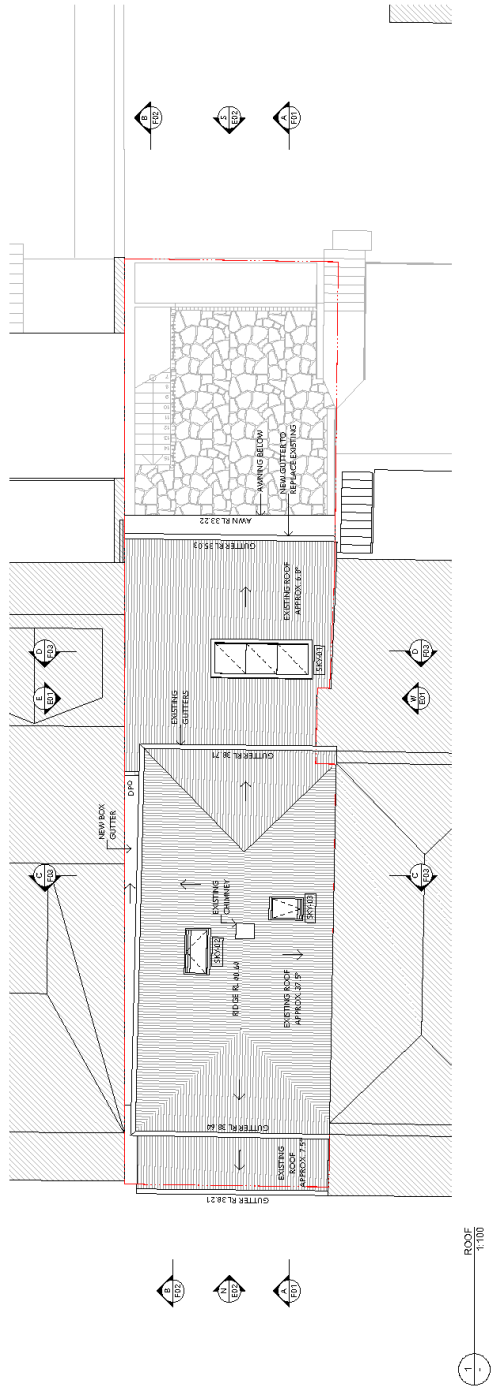 B
F02
S
E02
A
F01
AWNING BELOW
NEW GUTTER TO
REPLACE EXISTING
AWN RL 33.22
GUTTER RL 35.03
EXISTING ROOF
APPROX. 6.8°
SKY-01
D
F03
E
E01
D
F03
W
E01
EXISTING
GUTTERS
GUTTER RL 38.71
DPO
NEW BOX
GUTTER
C
F03
C
F03
EXISTING
CHIMNEY
SKY-02
SKY-03
RIDGE RL 40.64
EXISTING ROOF
APPROX. 37.5°
GUTTER RL 38.68
EXISTING
ROOF
APPROX. 7.5°
GUTTER RL38.21
B
F02
N
E02
A
F01
1
-
ROOF
1:100